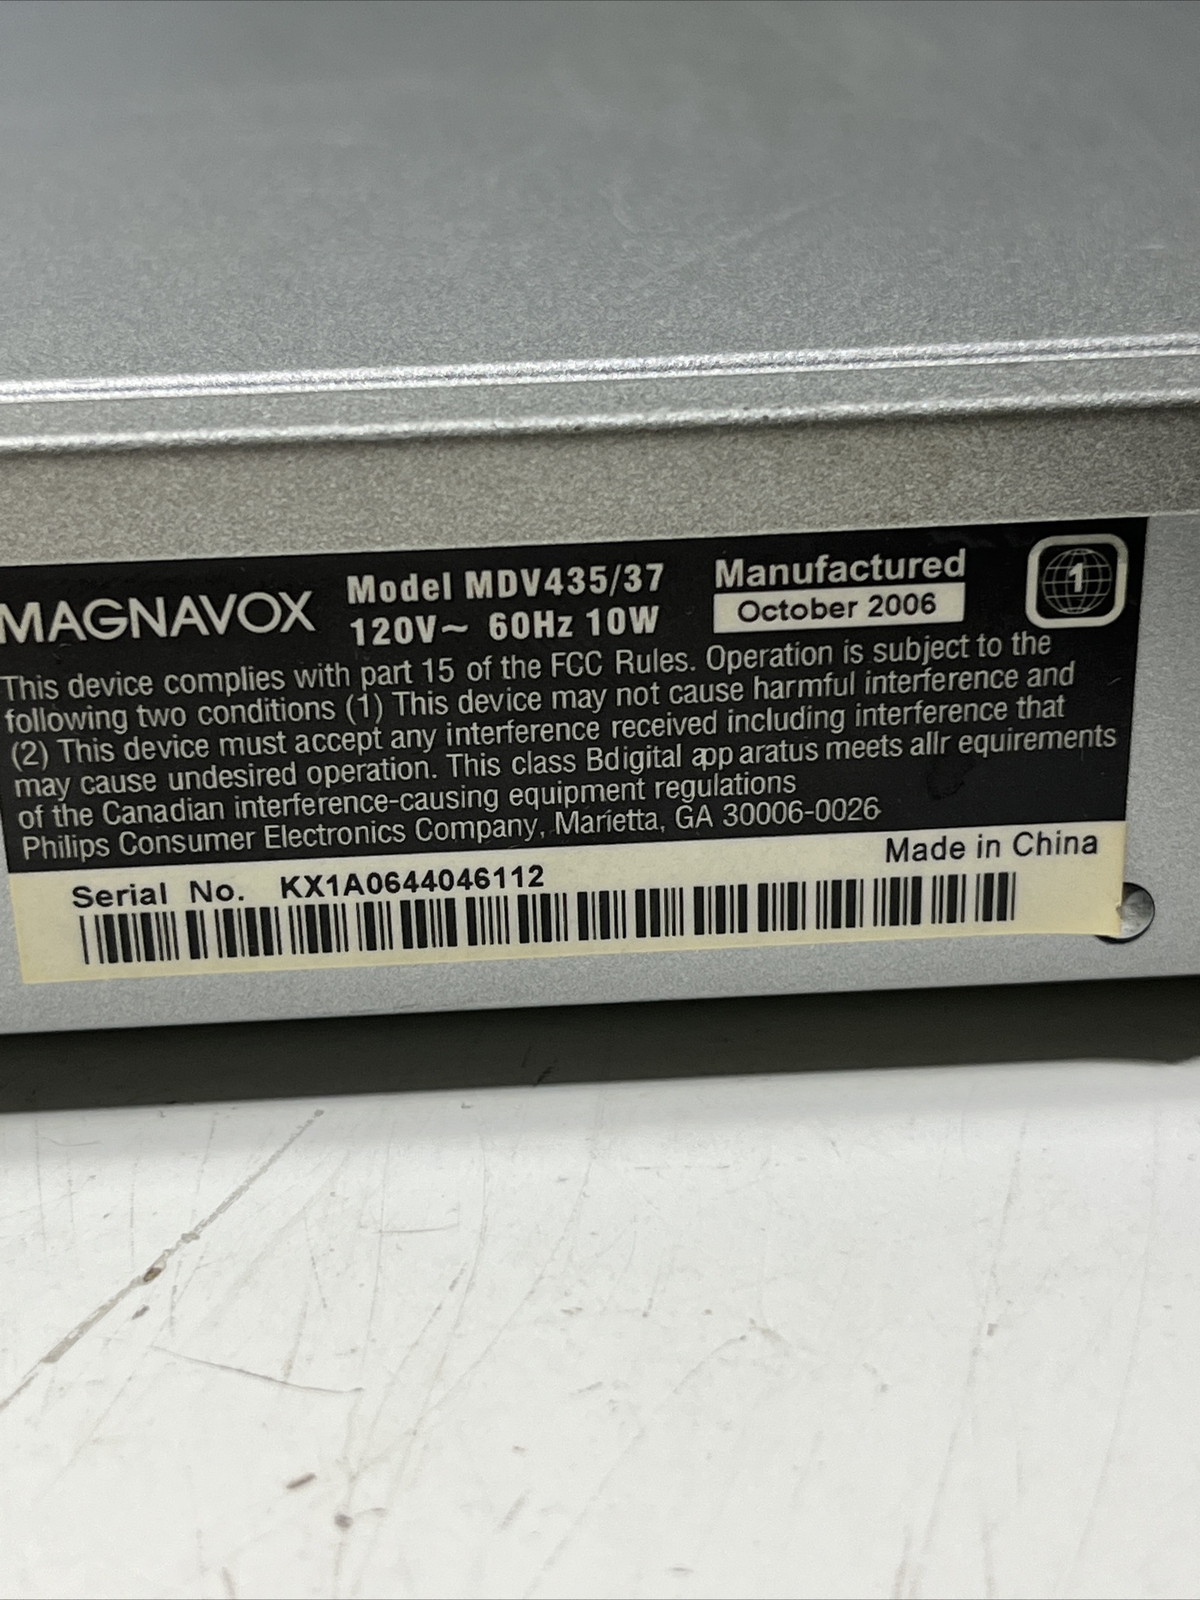 MAGNAVOX
Model MDV435/37
120V~ 60Hz 10W
Manufactured
October 2006
1
This device complies with part 15 of the FCC Rules. Operation is subject to the
following two conditions (1) This device may not cause harmful interference and
(2) This device must accept any interference received including interference that
may cause undesired operation. This class Bdigital app aratus meets allr equirements
of the Canadian interference-causing equipment regulations
Philips Consumer Electronics Company, Marietta, GA 30006-0026
Made in China
Serial No. KX1A0644046112